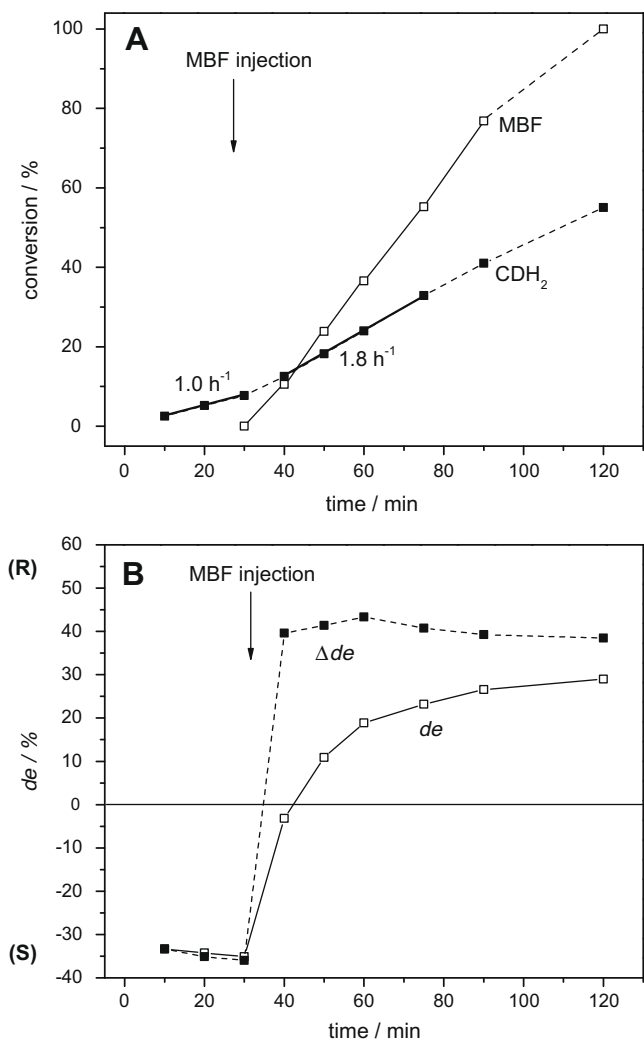 A
MBF injection
100
80
60
40
20
0
conversion / %
MBF
CDH₂
1.0 h⁻¹
1.8 h⁻¹
0 20 40 60 80 100 120
time / min
B
MBF injection
(R)
60
50
40
30
20
10
0
-10
-20
-30
-40
(S)
de / %
Δde
de
0 20 40 60 80 100 120
time / min